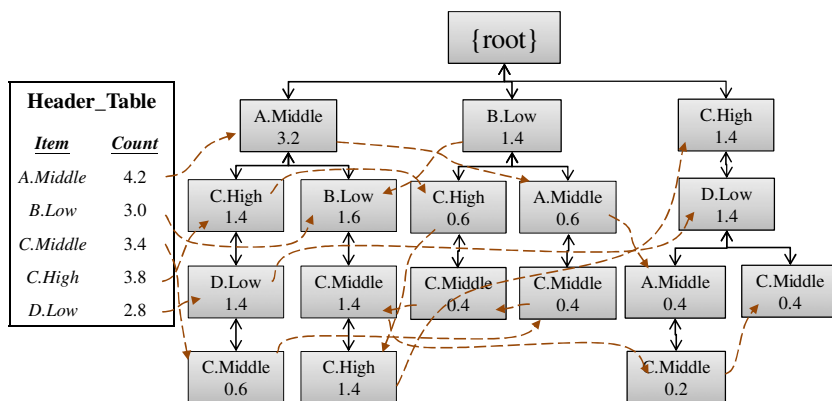 {root}
Header_Table
Item Count
A.Middle 4.2
B.Low 3.0
C.Middle 3.4
C.High 3.8
D.Low 2.8
A.Middle
3.2
B.Low
1.4
C.High
1.4
C.High
1.4
B.Low
1.6
C.High
0.6
A.Middle
0.6
D.Low
1.4
D.Low
1.4
C.Middle
1.4
C.Middle
0.4
C.Middle
0.4
A.Middle
0.4
C.Middle
0.4
C.Middle
0.6
C.High
1.4
C.Middle
0.2